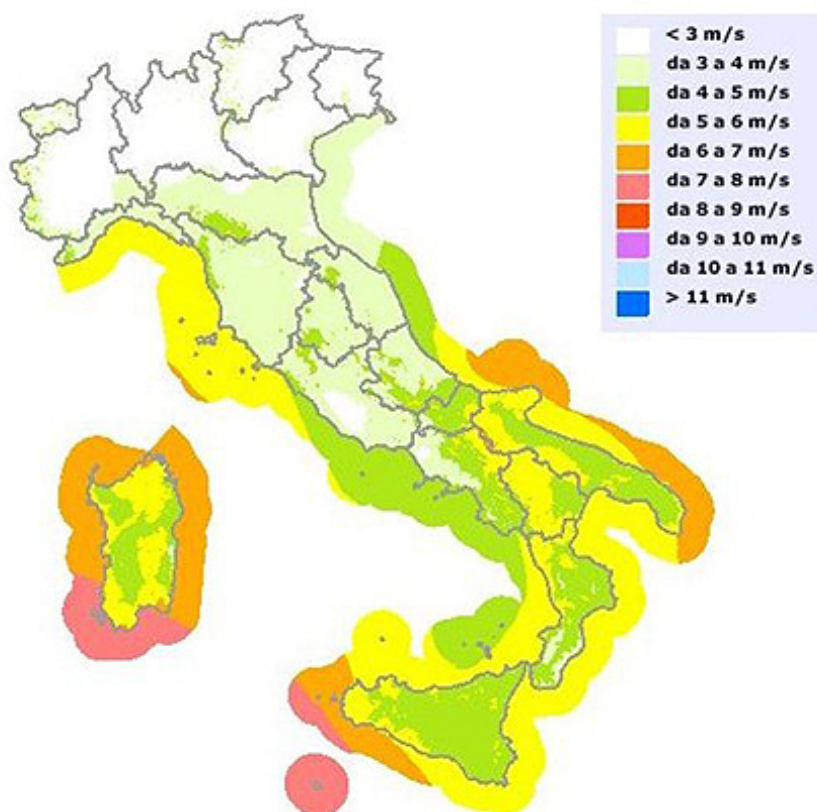 < 3 m/s
da 3 a 4 m/s
da 4 a 5 m/s
da 5 a 6 m/s
da 6 a 7 m/s
da 7 a 8 m/s
da 8 a 9 m/s
da 9 a 10 m/s
da 10 a 11 m/s
> 11 m/s